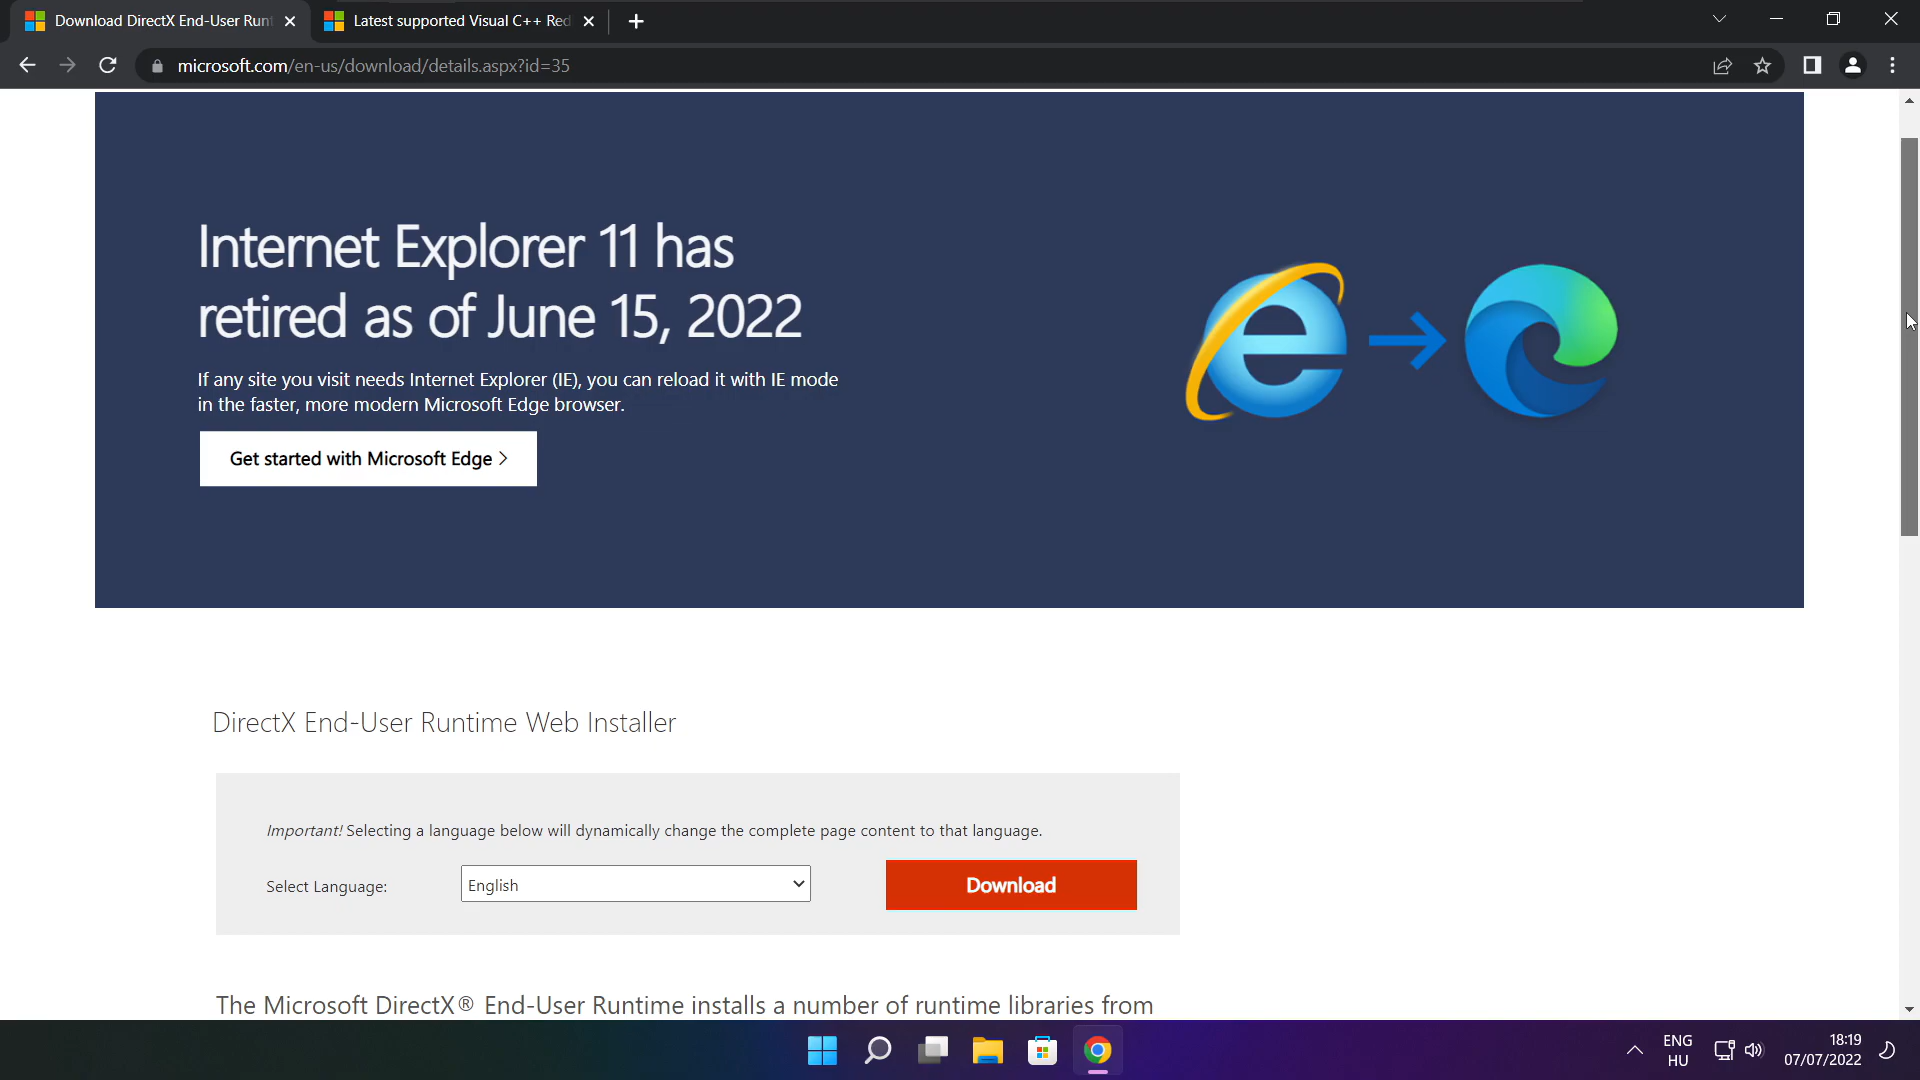 Download DirectX End-User Runt
Latest supported Visual C++ Red
microsoft.com/en-us/download/details.aspx?id=35
Internet Explorer 11 has
retired as of June 15, 2022
If any site you visit needs Internet Explorer (IE), you can reload it with IE mode
in the faster, more modern Microsoft Edge browser.
Get started with Microsoft Edge >
DirectX End-User Runtime Web Installer
Important! Selecting a language below will dynamically change the complete page content to that language.
Select Language:
English
Download
The Microsoft DirectX® End-User Runtime installs a number of runtime libraries from
ENG
HU
18:19
07/07/2022